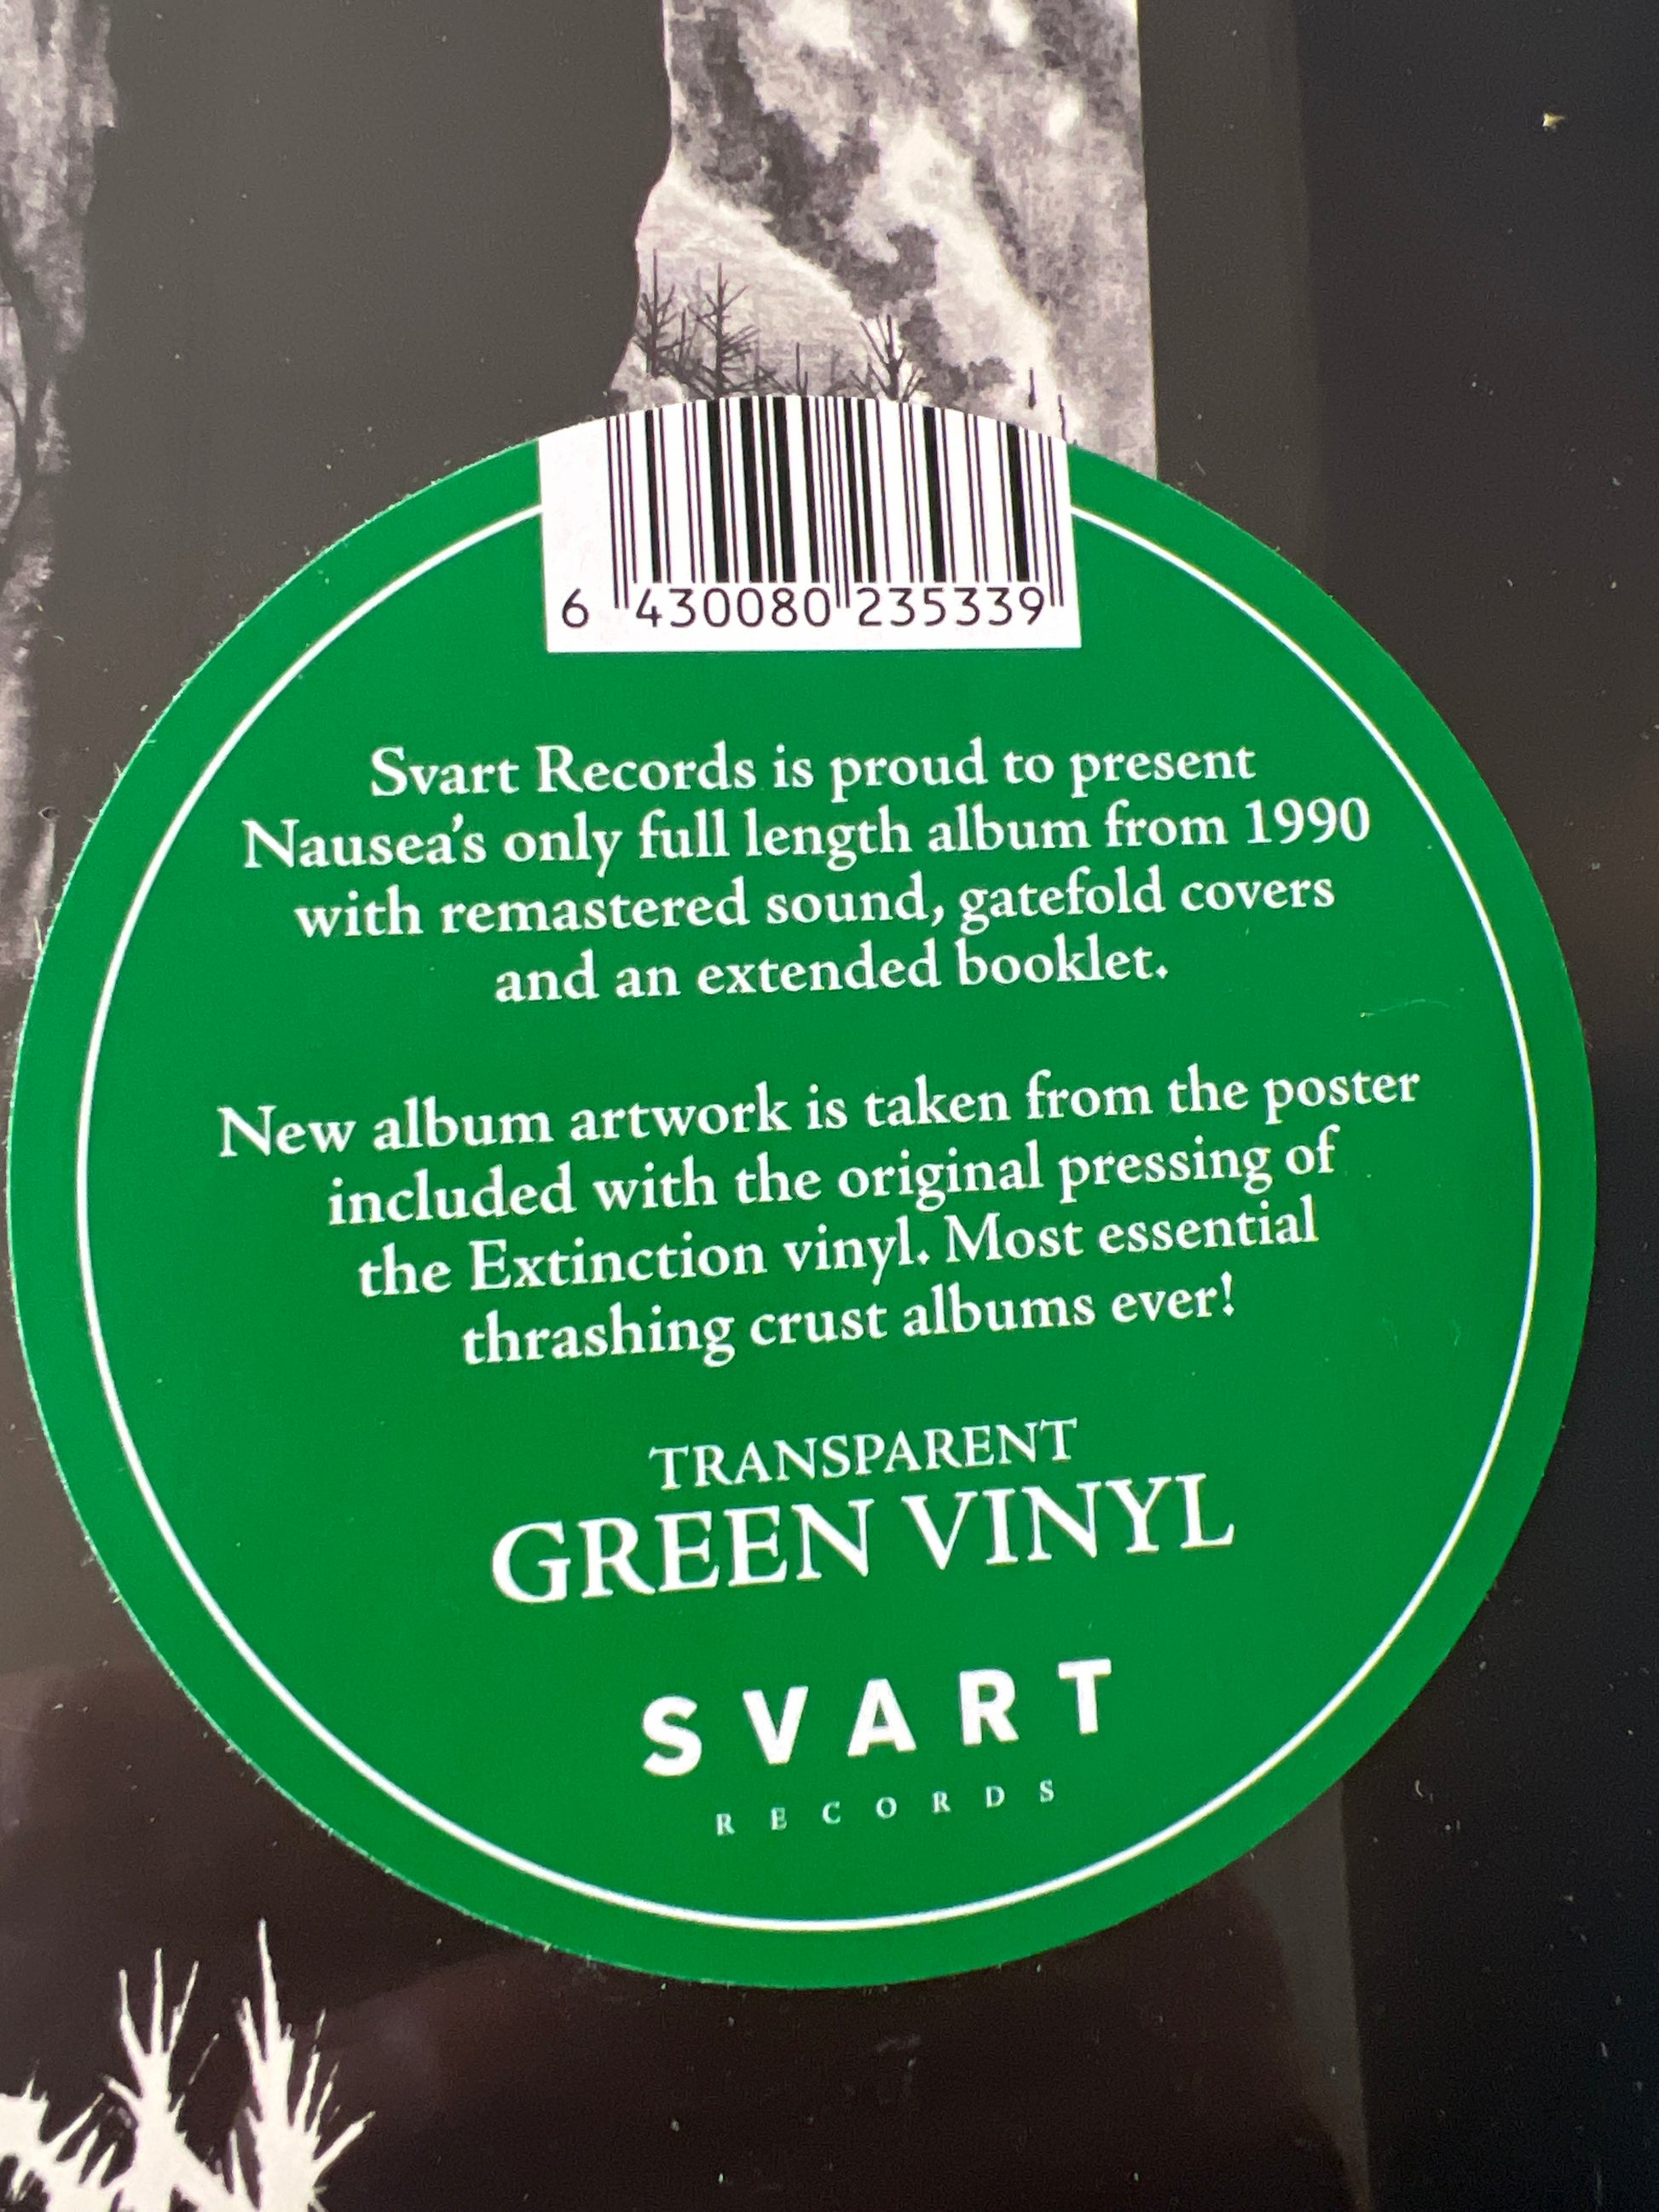 6 430080 235339
Svart Records is proud to present
Nausea's only full length album from 1990
with remastered sound, gatefold covers
and an extended booklet.
New album artwork is taken from the poster
included with the original pressing of
the Extinction vinyl. Most essential
thrashing crust albums ever!
TRANSPARENT
GREEN VINYL
SVART
RECORDS